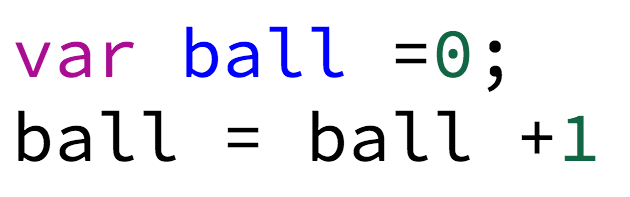 var ball =0;
ball = ball +1